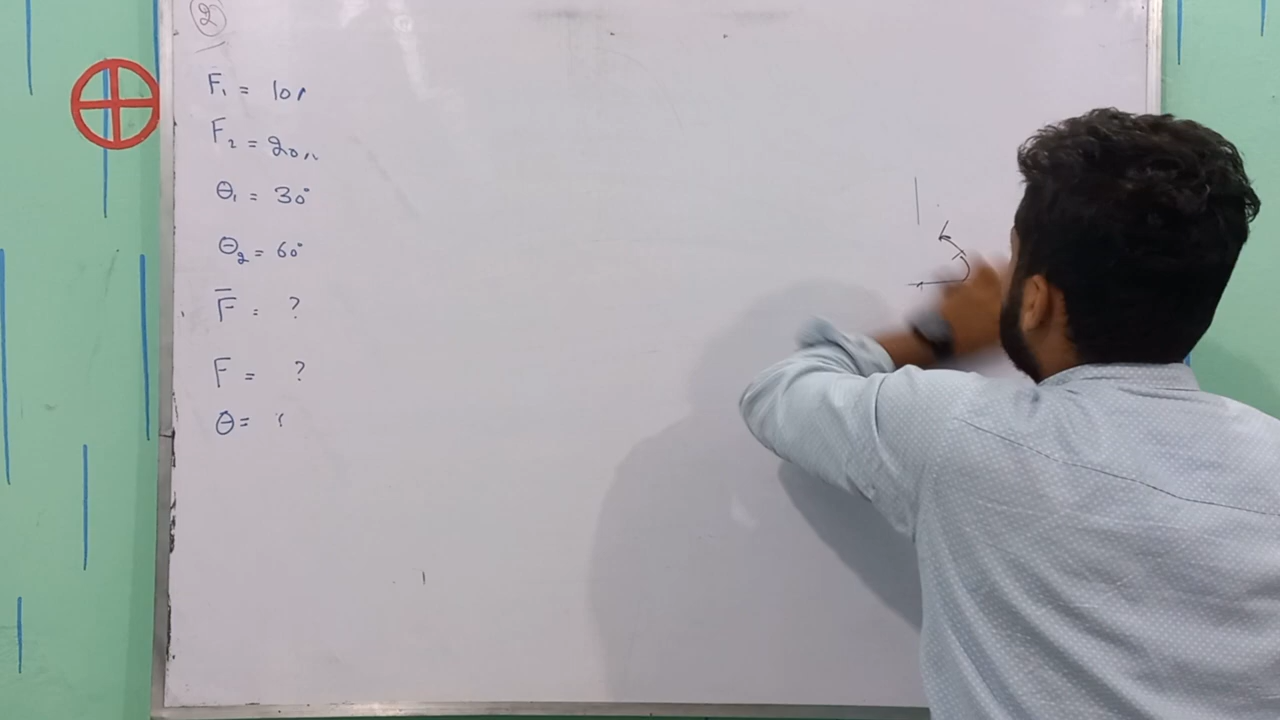 2
F₁ = 10N
F₂ = 20N
θ₁ = 30°
θ₂ = 60°
F̄ = ?
F = ?
θ =